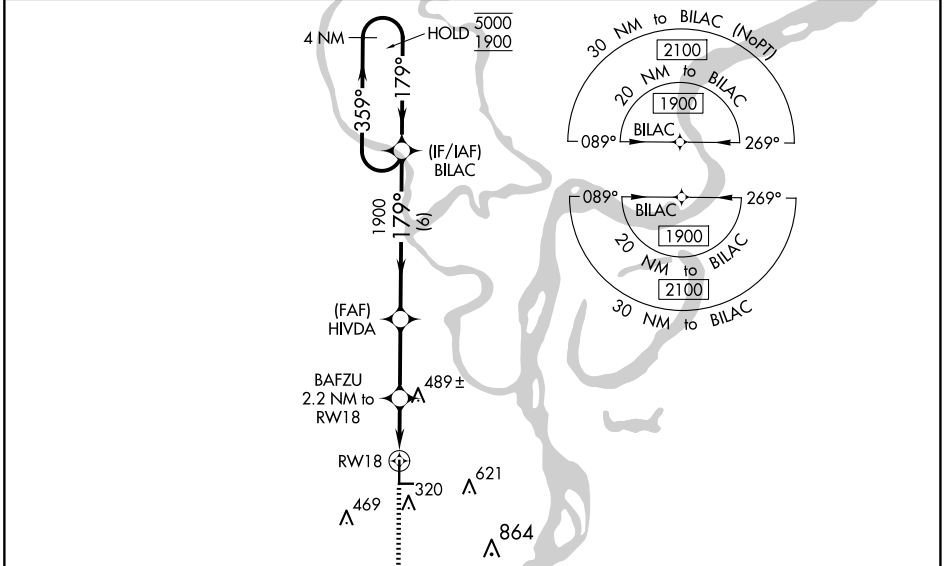 4 NM
HOLD
5000
1900
359°
179°
(IF/IAF)
BILAC
1900
179°
(6)
(FAF)
HIVDA
BAFZU
2.2 NM to
RW18
489 ±
RW18
320
469
621
864
30 NM to BILAC (NoPT)
2100
20 NM to BILAC
1900
BILAC
089°
269°
089°
269°
BILAC
1900
20 NM to BILAC
2100
30 NM to BILAC